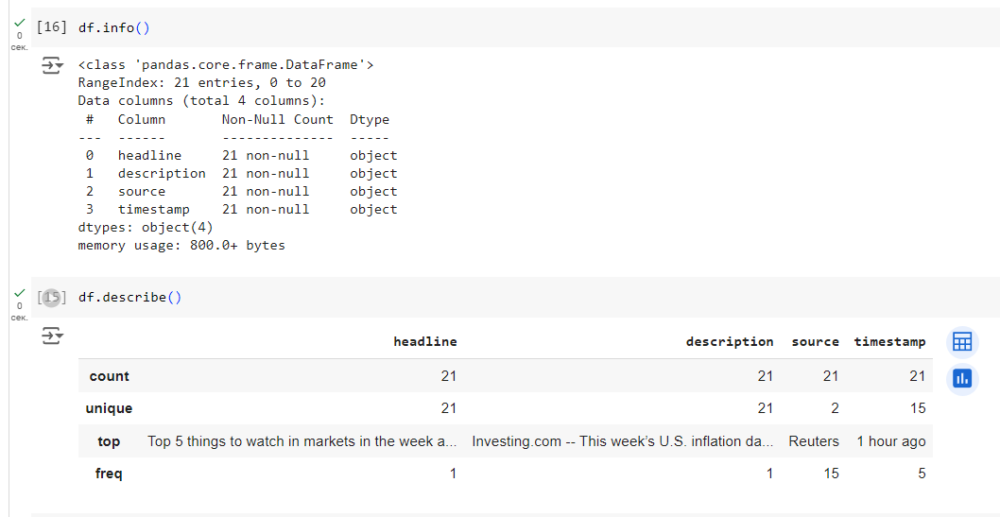 [16] df.info()
0
сек.
<class 'pandas.core.frame.DataFrame'>
RangeIndex: 21 entries, 0 to 20
Data columns (total 4 columns):
 #   Column       Non-Null Count  Dtype
---  ------       --------------  -----
 0   headline     21 non-null     object
 1   description  21 non-null     object
 2   source       21 non-null     object
 3   timestamp    21 non-null     object
dtypes: object(4)
memory usage: 800.0+ bytes
[15] df.describe()
0
сек.
headline description source timestamp
count 21 21 21 21
unique 21 21 2 15
top Top 5 things to watch in markets in the week a... Investing.com -- This week’s U.S. inflation da... Reuters 1 hour ago
freq 1 1 15 5